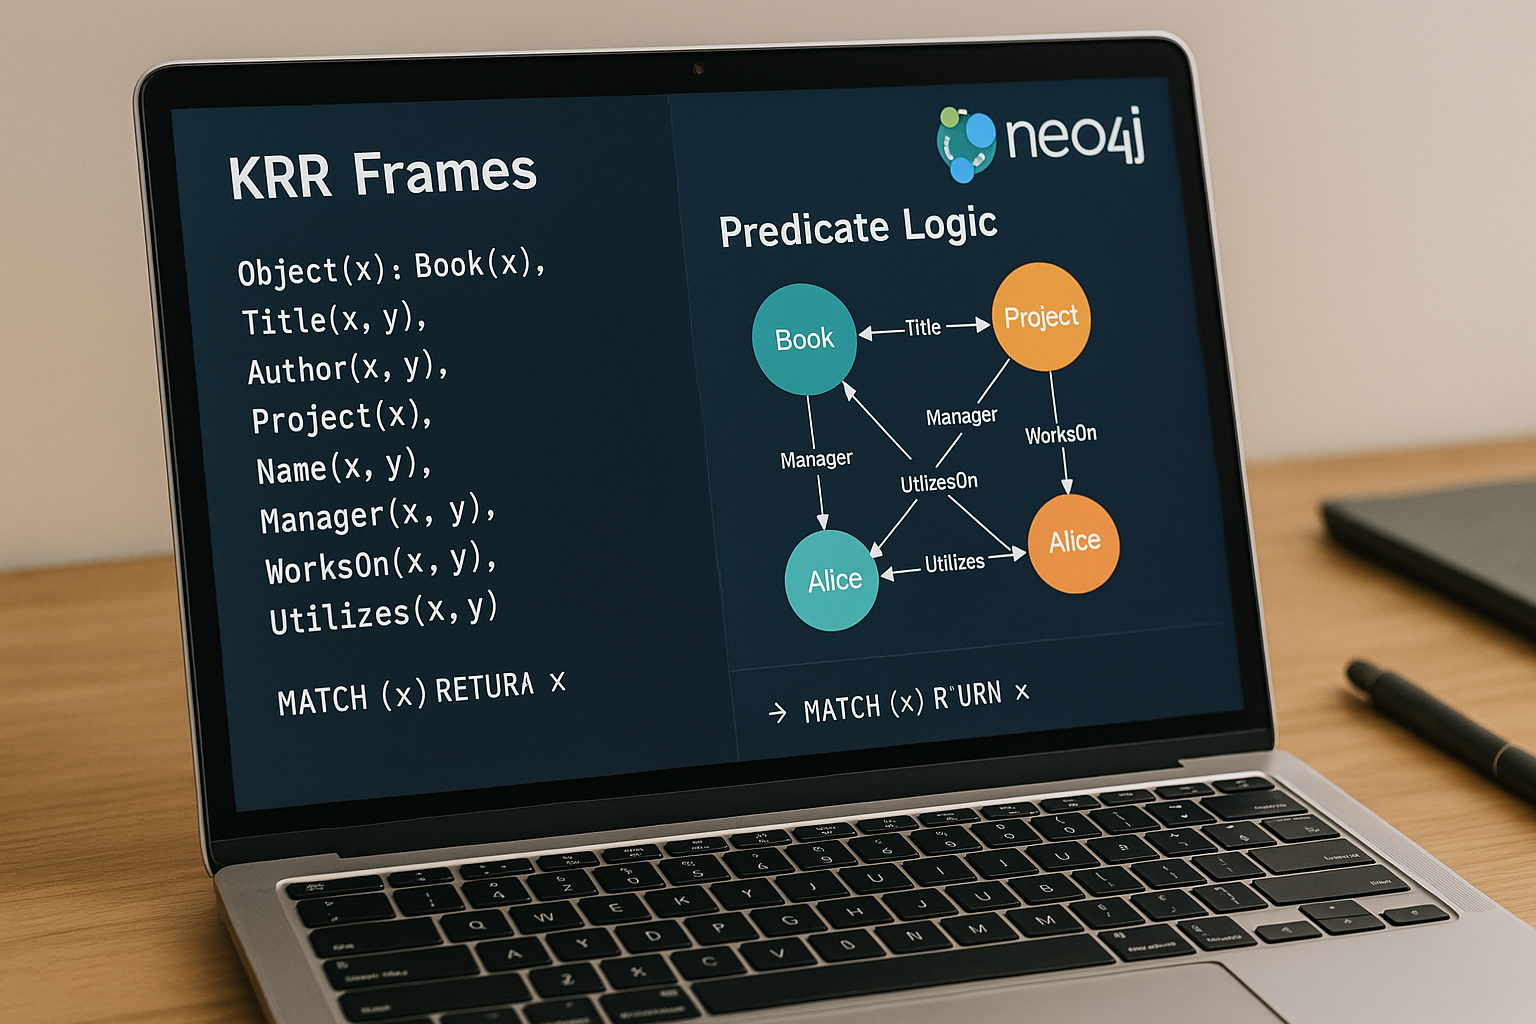 KRR Frames
Object(x): Book(x),
Title(x, y),
Author(x, y),
Project(x),
Name(x, y),
Manager(x, y),
WorksOn(x, y),
Utilizes(x, y)
MATCH (x) RETURA x
neo4j
Predicate Logic
Book
Title
Project
Manager
WorksOn
Manager
UtlizesOn
Alice
Utilizes
Alice
→ MATCH (x) R"URN x
Q W E K Y J U I I U B
A Y D P G H J U B
C V N M M